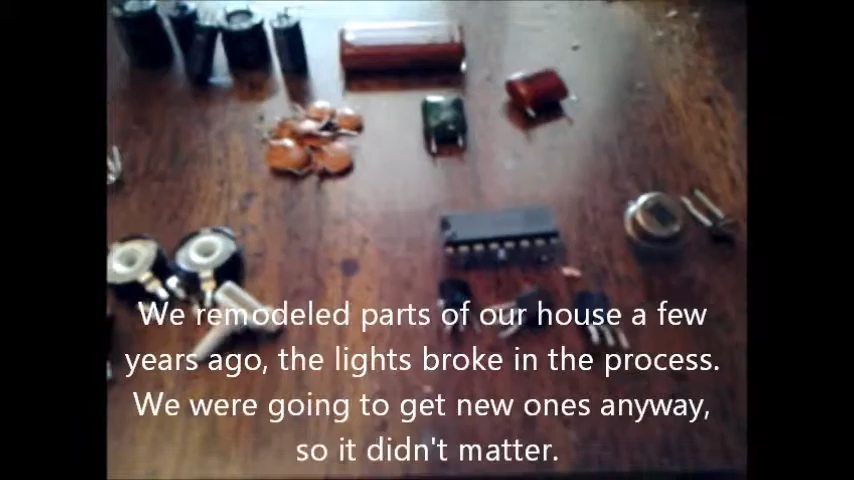 We remodeled parts of our house a few
years ago, the lights broke in the process.
We were going to get new ones anyway,
so it didn't matter.